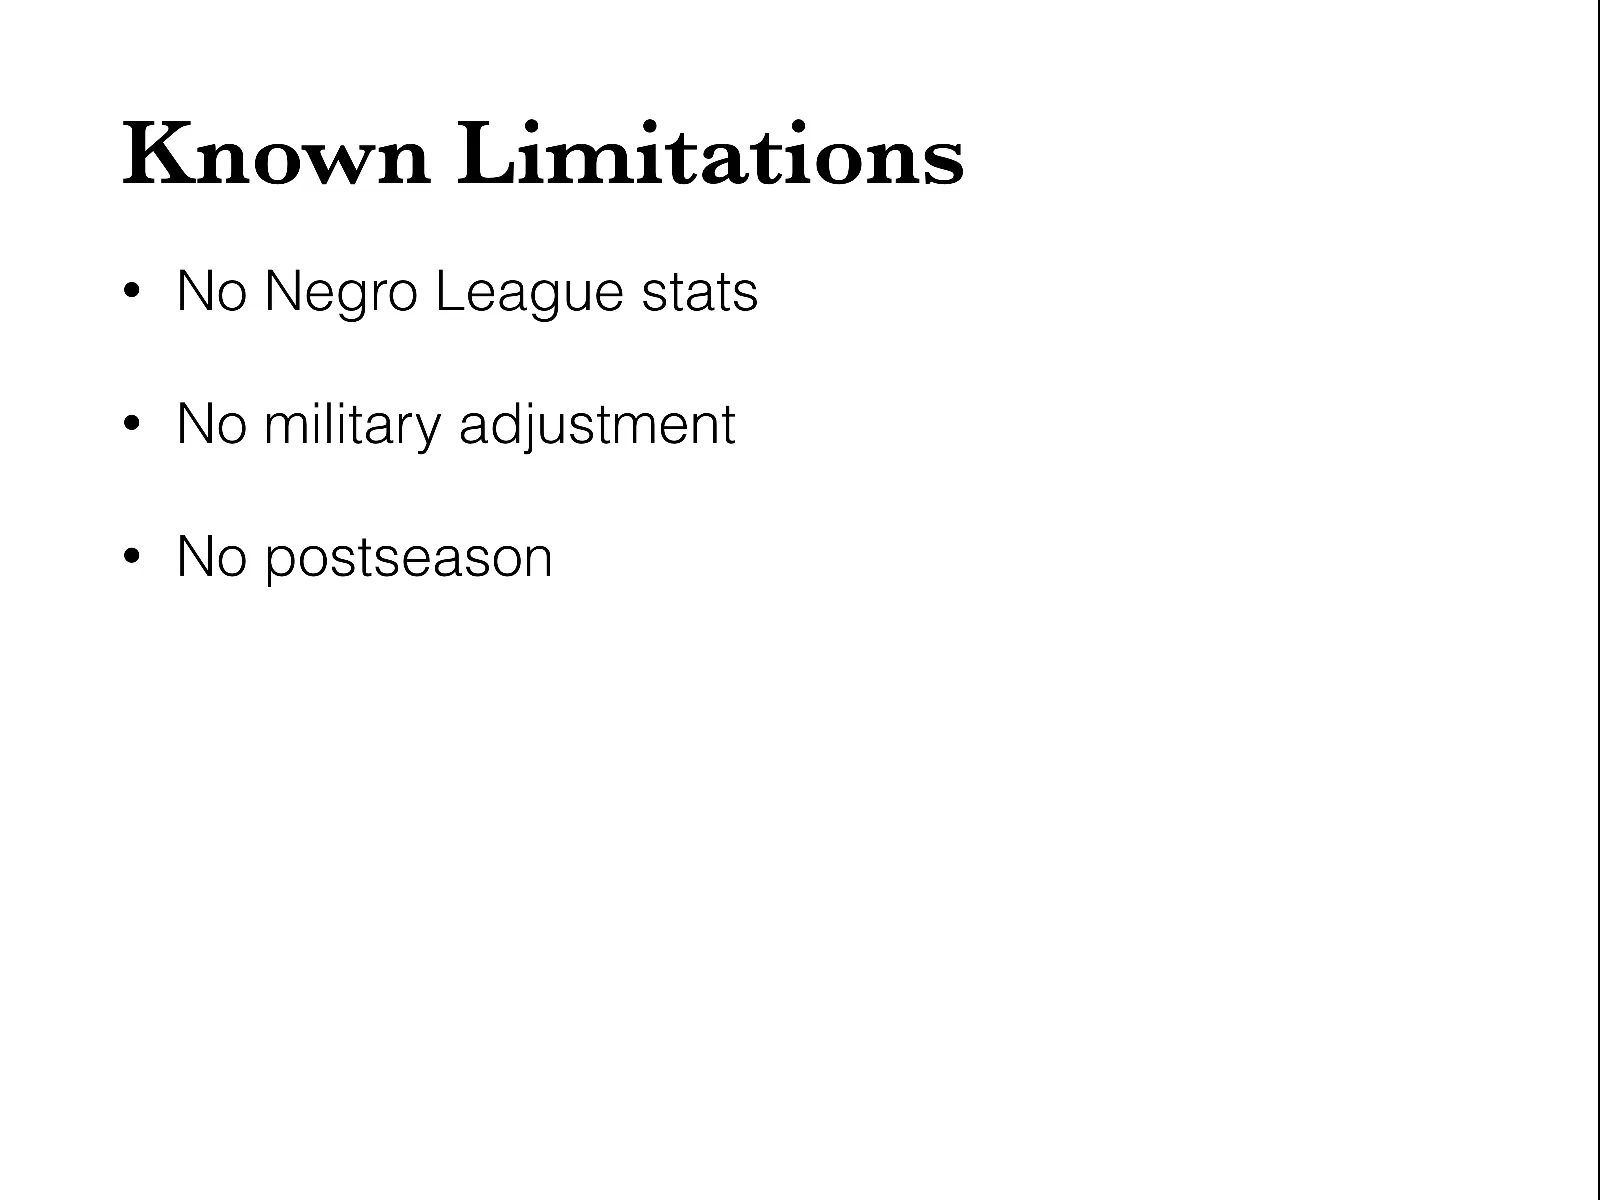 Known Limitations
• No Negro League stats
• No military adjustment
• No postseason